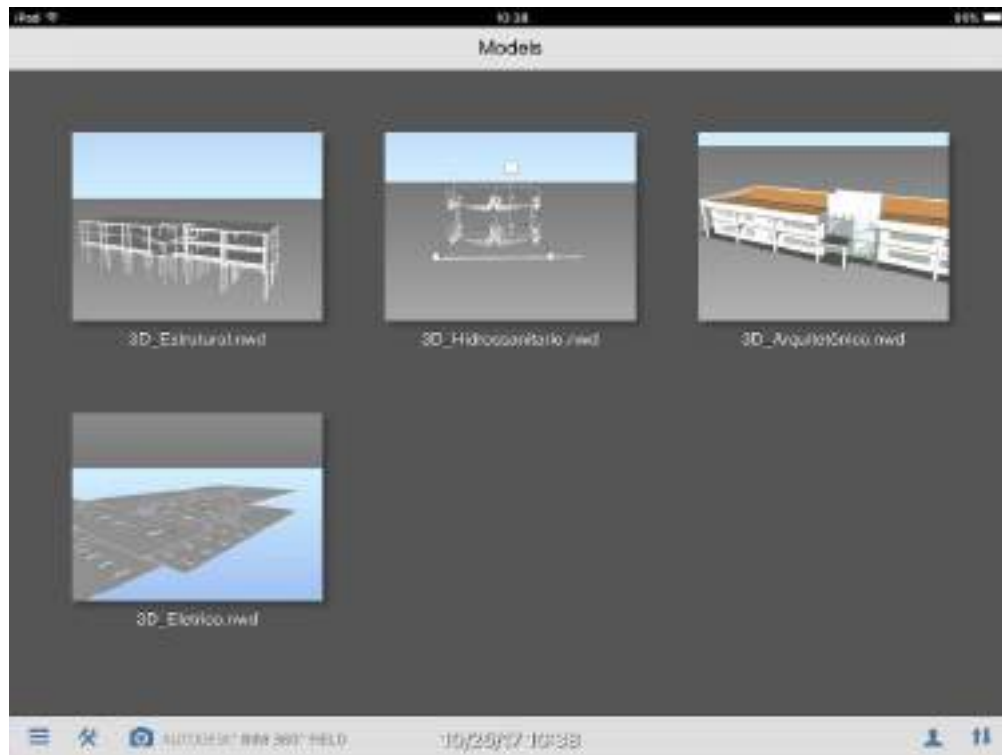 iPad 10:38
Models
3D_Estrutural.nwd 3D_Hidrossanitario.nwd 3D_Arquitetônico.nwd
3D_Eletrico.nwd
AUTODESK® BIM 360® FIELD 10/26/17 10:38